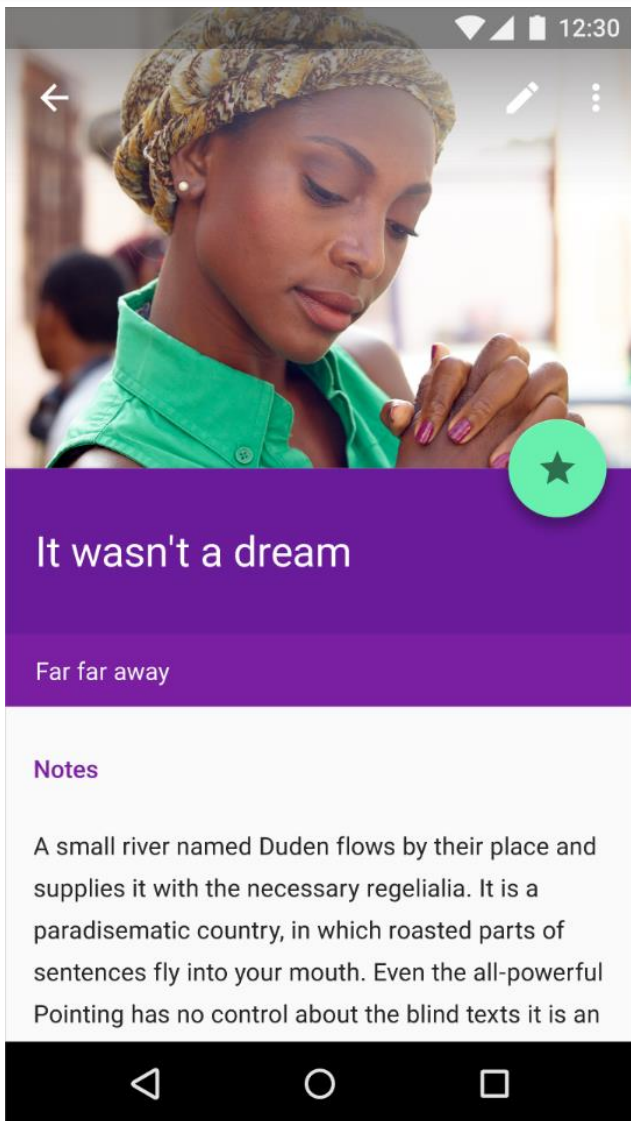 12:30
It wasn't a dream
Far far away
Notes
A small river named Duden flows by their place and
supplies it with the necessary regelialia. It is a
paradisematic country, in which roasted parts of
sentences fly into your mouth. Even the all-powerful
Pointing has no control about the blind texts it is an